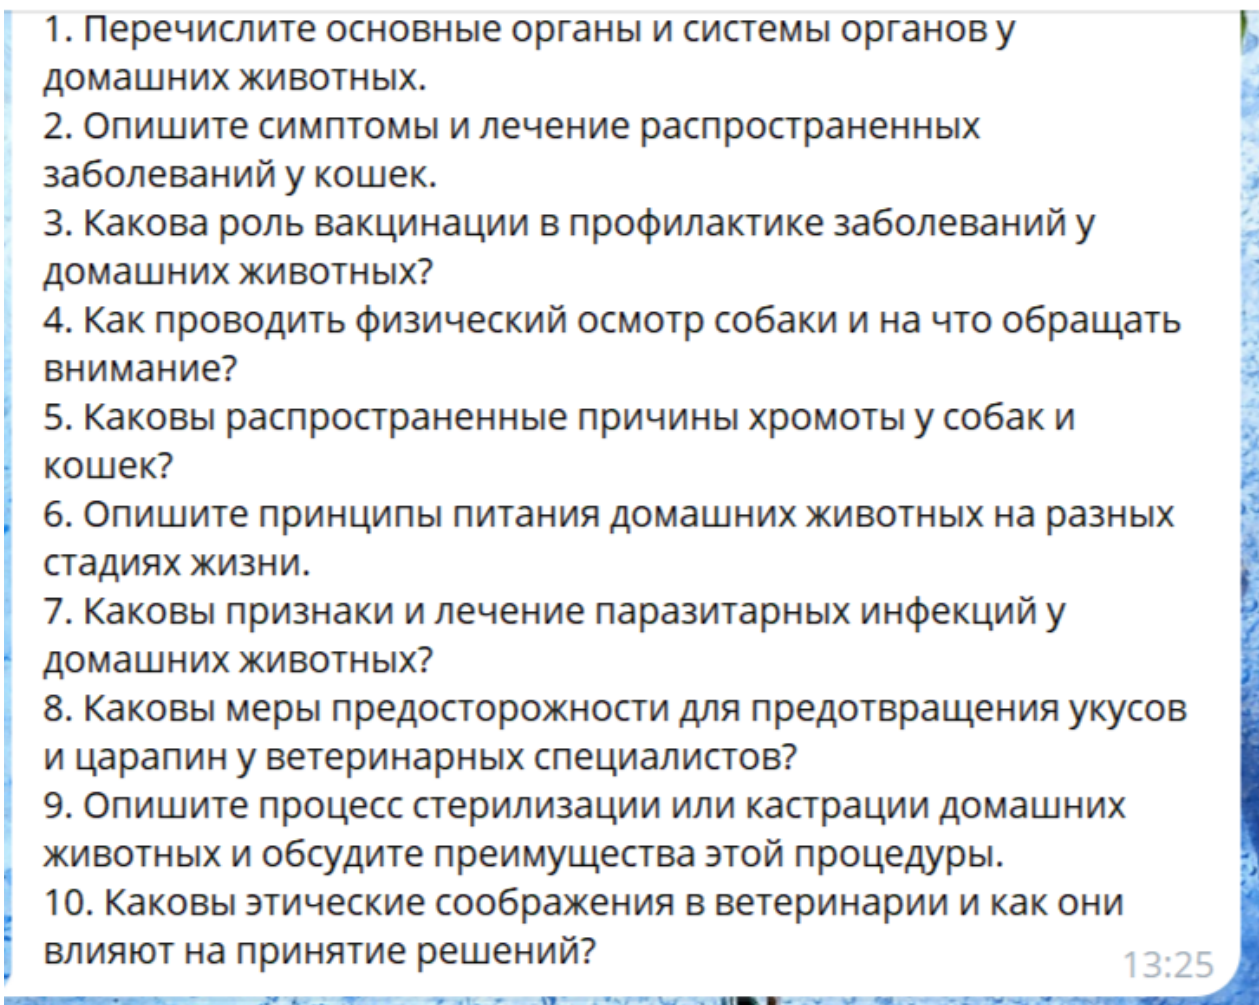 1. Перечислите основные органы и системы органов у
домашних животных.
2. Опишите симптомы и лечение распространенных
заболеваний у кошек.
3. Какова роль вакцинации в профилактике заболеваний у
домашних животных?
4. Как проводить физический осмотр собаки и на что обращать
внимание?
5. Каковы распространенные причины хромоты у собак и
кошек?
6. Опишите принципы питания домашних животных на разных
стадиях жизни.
7. Каковы признаки и лечение паразитарных инфекций у
домашних животных?
8. Каковы меры предосторожности для предотвращения укусов
и царапин у ветеринарных специалистов?
9. Опишите процесс стерилизации или кастрации домашних
животных и обсудите преимущества этой процедуры.
10. Каковы этические соображения в ветеринарии и как они
влияют на принятие решений?
13:25